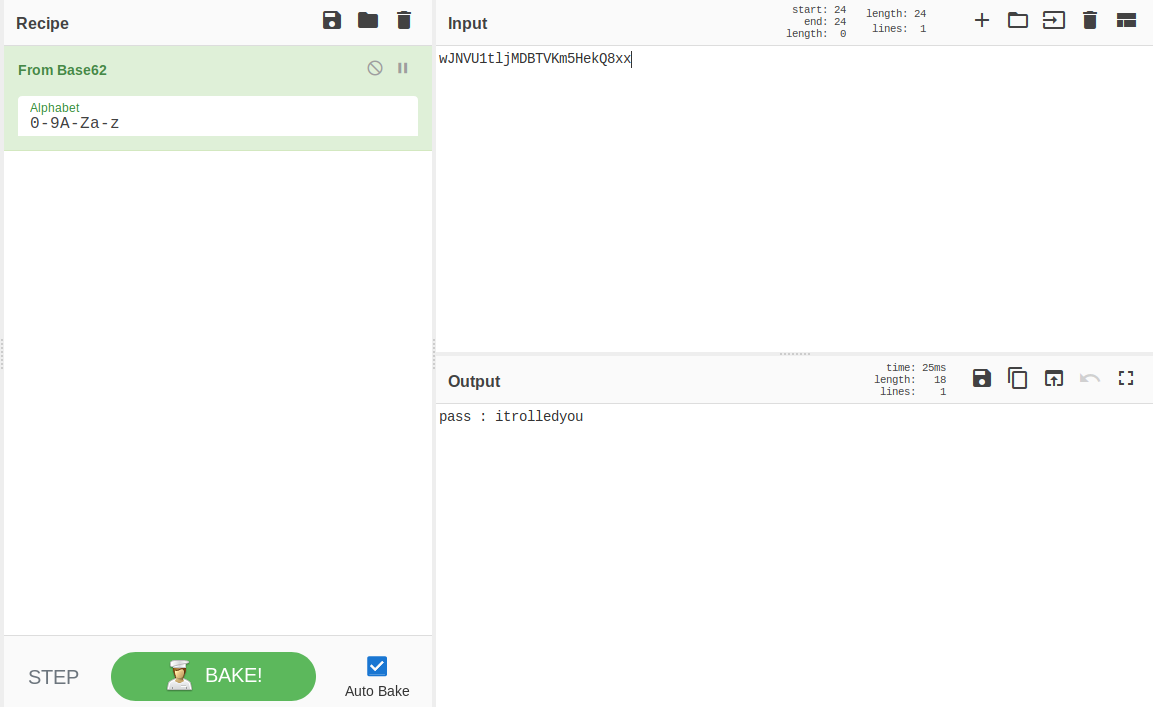 Recipe
From Base62
Alphabet
0-9A-Za-z
STEP
BAKE!
Auto Bake
Input
start: 24
end: 24
length: 0
length: 24
lines: 1
wJNVU1tljMDBTVKm5HekQ8xx
Output
time: 25ms
length: 18
lines: 1
pass : itrolledyou